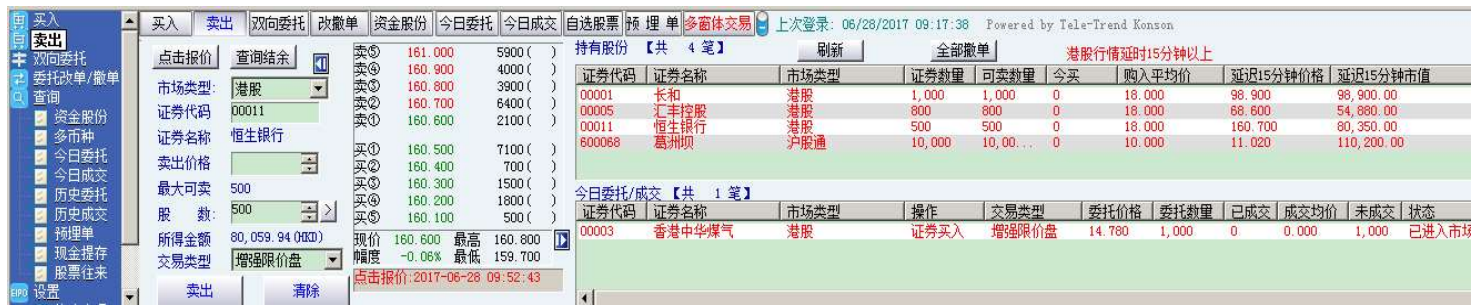 买入 卖出 双向委托 改撤单 资金股份 今日委托 今日成交 自选股票 预 埋 单 多窗体交易 上次登录: 06/28/2017 09:17:38 Powered by Tele-Trend Konson
买入
卖出
双向委托
委托改单/撤单
查询
资金股份
多币种
今日委托
今日成交
历史委托
历史成交
预埋单
现金提存
股票往来
EIPO 设置
点击报价 查询结余
市场类型: 港股
证券代码 00011
证券名称 恒生银行
卖出价格
最大可卖 500
股 数: 500
所得金额 80,059.94(HKD)
交易类型 增强限价盘
卖出 清除
卖⑤ 161.000 5900( )
卖④ 160.900 4000( )
卖③ 160.800 3900( )
卖② 160.700 6400( )
卖① 160.600 2100( )
买① 160.500 7100( )
买② 160.400 700( )
买③ 160.300 1500( )
买④ 160.200 1800( )
买⑤ 160.100 500( )
现价 160.600 最高 160.800
幅度 -0.06% 最低 159.700
点击报价:2017-06-28 09:52:43
持有股份 【共 4 笔】 刷新 全部撤单 港股行情延时15分钟以上
证券代码 证券名称 市场类型 证券数量 可卖数量 今买 购入平均价 延迟15分钟价格 延迟15分钟市值
00001 长和 港股 1,000 1,000 0 18.000 98.900 98,900.00
00005 汇丰控股 港股 800 800 0 18.000 68.600 54,880.00
00011 恒生银行 港股 500 500 0 18.000 160.700 80,350.00
600068 葛洲坝 沪股通 10,000 10,00... 0 10.000 11.020 110,200.00
今日委托/成交 【共 1 笔】
证券代码 证券名称 市场类型 操作 交易类型 委托价格 委托数量 已成交 成交均价 未成交 状态
00003 香港中华煤气 港股 证券买入 增强限价盘 14.780 1,000 0 0.000 1,000 已进入市场